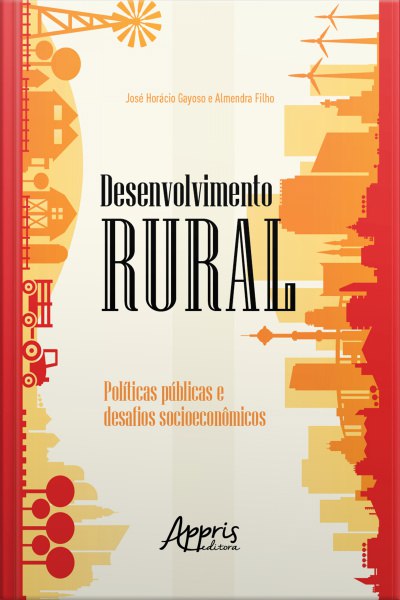 José Horácio Gayoso e Almendra Filho
Desenvolvimento
RURAL
Políticas públicas e
desafios socioeconômicos
Appris
editora